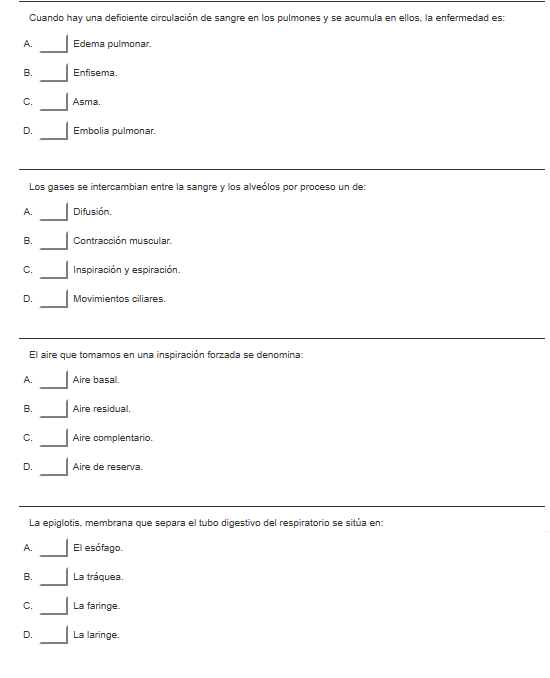 Cuando hay una deficiente circulación de sangre en los pulmones y se acumula en ellos, la enfermedad es:
A. Edema pulmonar.
B. Enfisema.
C. Asma.
D. Embolia pulmonar.
Los gases se intercambian entre la sangre y los alveólos por proceso un de:
A. Difusión.
B. Contracción muscular.
C. Inspiración y espiración.
D. Movimientos ciliares.
El aire que tomamos en una inspiración forzada se denomina:
A. Aire basal.
B. Aire residual.
C. Aire complentario.
D. Aire de reserva.
La epiglotis, membrana que separa el tubo digestivo del respiratorio se sitúa en:
A. El esófago.
B. La tráquea.
C. La faringe.
D. La laringe.